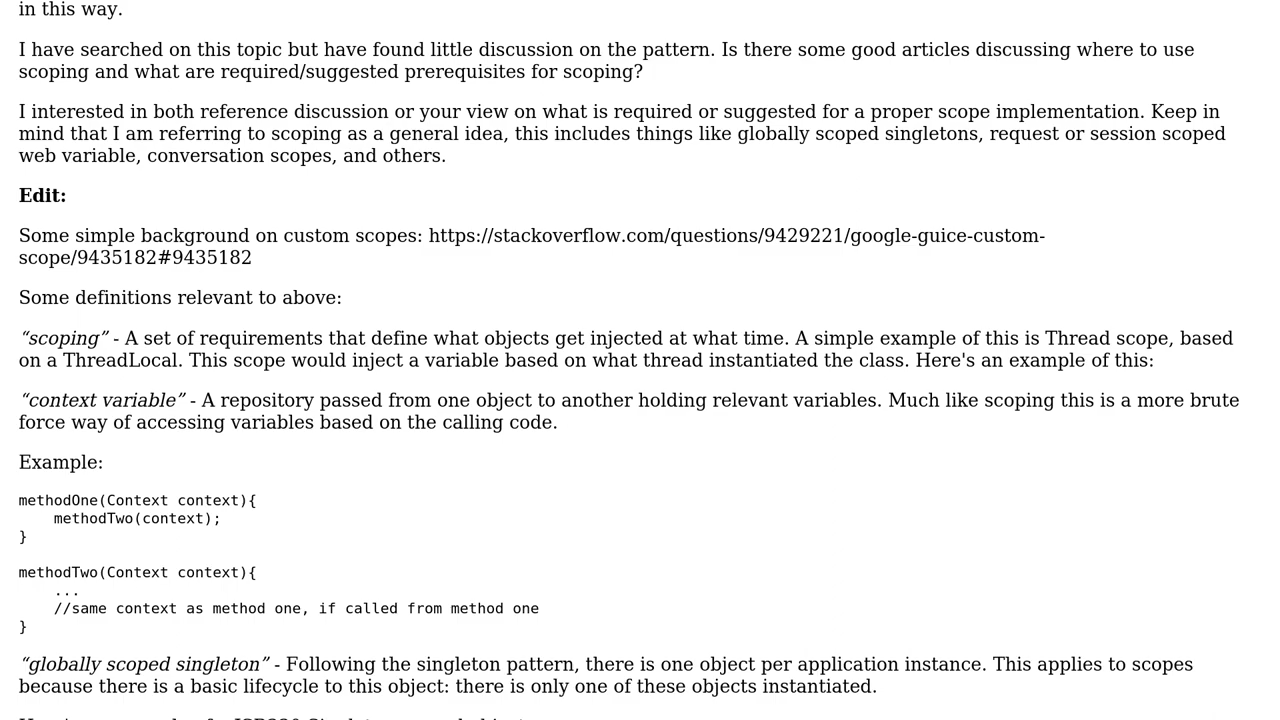 in this way.
I have searched on this topic but have found little discussion on the pattern. Is there some good articles discussing where to use
scoping and what are required/suggested prerequisites for scoping?
I interested in both reference discussion or your view on what is required or suggested for a proper scope implementation. Keep in
mind that I am referring to scoping as a general idea, this includes things like globally scoped singletons, request or session scoped
web variable, conversation scopes, and others.
Edit:
Some simple background on custom scopes: https://stackoverflow.com/questions/9429221/google-guice-custom-
scope/9435182#9435182
Some definitions relevant to above:
“scoping” - A set of requirements that define what objects get injected at what time. A simple example of this is Thread scope, based
on a ThreadLocal. This scope would inject a variable based on what thread instantiated the class. Here's an example of this:
“context variable” - A repository passed from one object to another holding relevant variables. Much like scoping this is a more brute
force way of accessing variables based on the calling code.
Example:
methodOne(Context context){
    methodTwo(context);
}
methodTwo(Context context){
    ...
    //same context as method one, if called from method one
}
“globally scoped singleton” - Following the singleton pattern, there is one object per application instance. This applies to scopes
because there is a basic lifecycle to this object: there is only one of these objects instantiated.